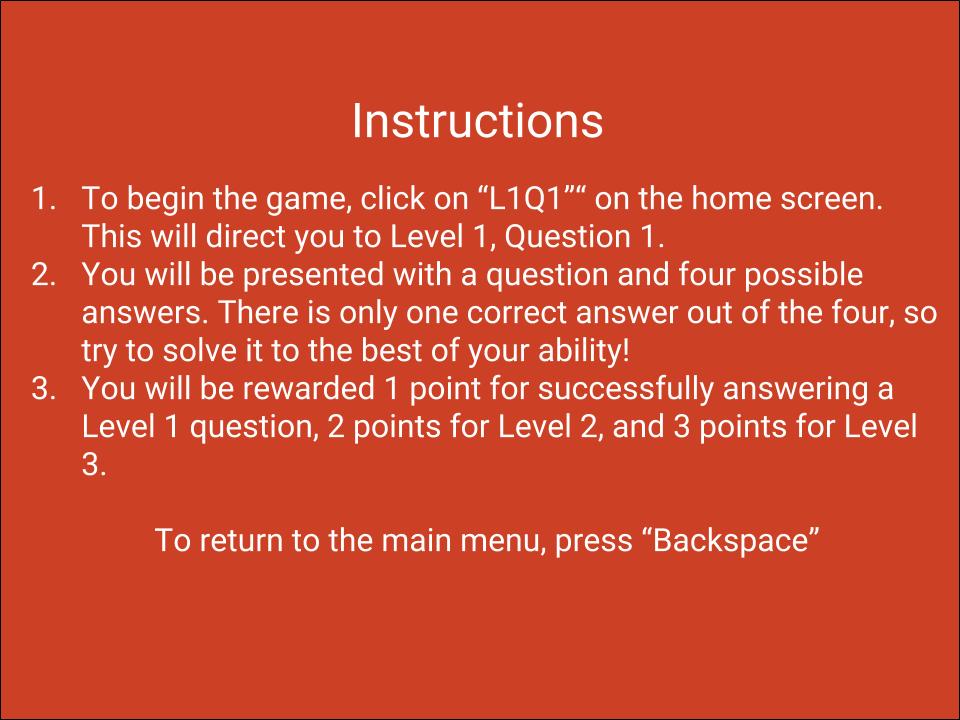 Instructions
1. To begin the game, click on “L1Q1”“ on the home screen.
This will direct you to Level 1, Question 1.
2. You will be presented with a question and four possible
answers. There is only one correct answer out of the four, so
try to solve it to the best of your ability!
3. You will be rewarded 1 point for successfully answering a
Level 1 question, 2 points for Level 2, and 3 points for Level
3.
To return to the main menu, press “Backspace”